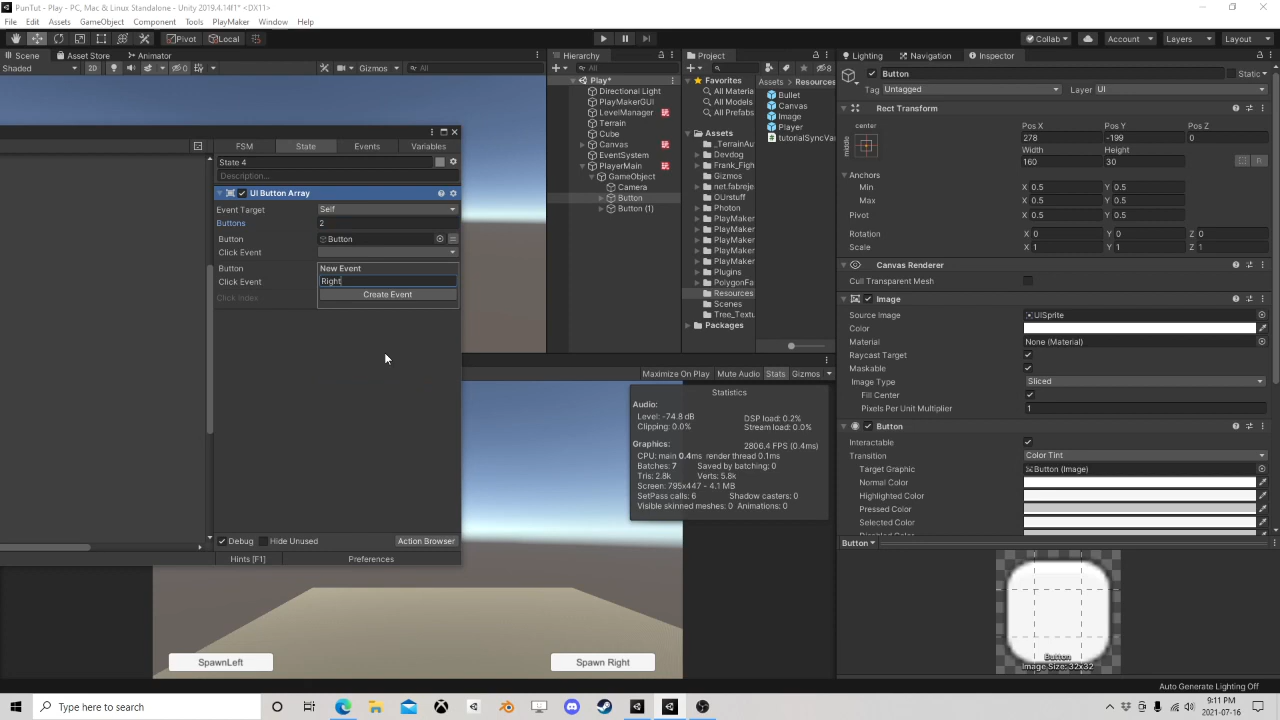 PunTut - Play - PC, Mac & Linux Standalone - Unity 2019.4.14f1* <DX11>
File Edit Assets GameObject Component Tools PlayMaker Window Help
Pivot Local
Collab Account Layers Layout
Scene Asset Store Animator
Shaded 2D 0 Gizmos All
FSM State Events Variables
State 4
Description...
UI Button Array
Event Target Self
Buttons 2
Button Button
Click Event
Button New Event
Click Event Right
Click Index Create Event
Debug Hide Unused Action Browser
Hints [F1] Preferences
Hierarchy
All
Play*
Directional Light
PlayMakerGUI
LevelManager
Terrain
Cube
Canvas
EventSystem
PlayerMain
GameObject
Camera
Button
Button (1)
Project
8
Favorites
All Materia
All Models
All Prefabs
Assets
_TerrainAu
Devdog
Frank_Figh
Gizmos
net.fabrejea
OUrstuff
Photon
PlayMaker
PlayMaker
PlayMaker
PlayMaker
PlayMaker
Plugins
PolygonFa
Resources
Scenes
Tree_Textu
Packages
Assets Resources
Bullet
Canvas
Image
Player
tutorialSyncVar
Maximize On Play Mute Audio Stats Gizmos
Statistics
Audio:
Level: -74.8 dB DSP load: 0.2%
Clipping: 0.0% Stream load: 0.0%
Graphics: 2806.4 FPS (0.4ms)
CPU: main 0.4ms render thread 0.1ms
Batches: 7 Saved by batching: 0
Tris: 2.8k Verts: 5.8k
Screen: 795x447 - 4.1 MB
SetPass calls: 6 Shadow casters: 0
Visible skinned meshes: 0 Animations: 0
SpawnLeft Spawn Right
Lighting Navigation Inspector
Button Static
Tag Untagged Layer UI
Rect Transform
center Pos X Pos Y Pos Z
middle 278 -199 0
Width Height
160 30
Anchors
Min X 0.5 Y 0.5
Max X 0.5 Y 0.5
Pivot X 0.5 Y 0.5
Rotation X 0 Y 0 Z 0
Scale X 1 Y 1 Z 1
Canvas Renderer
Cull Transparent Mesh
Image
Source Image UISprite
Color
Material None (Material)
Raycast Target
Maskable
Image Type Sliced
Fill Center
Pixels Per Unit Multiplier 1
Button
Interactable
Transition Color Tint
Target Graphic Button (Image)
Normal Color
Highlighted Color
Pressed Color
Selected Color
Button
Button
Image Size: 32x32
Auto Generate Lighting Off
Type here to search
9:11 PM
2021-07-16